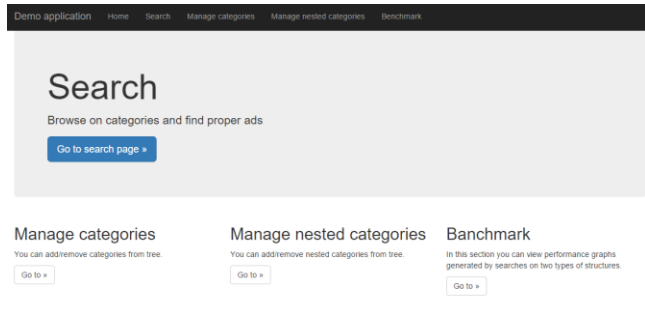 Demo application Home Search Manage categories Manage nested categories Benchmark
Search
Browse on categories and find proper ads
Go to search page »
Manage categories
You can add/remove categories from tree.
Go to »
Manage nested categories
You can add/remove nested categories from tree.
Go to »
Banchmark
In this section you can view performance graphs
generated by searches on two types of structures.
Go to »